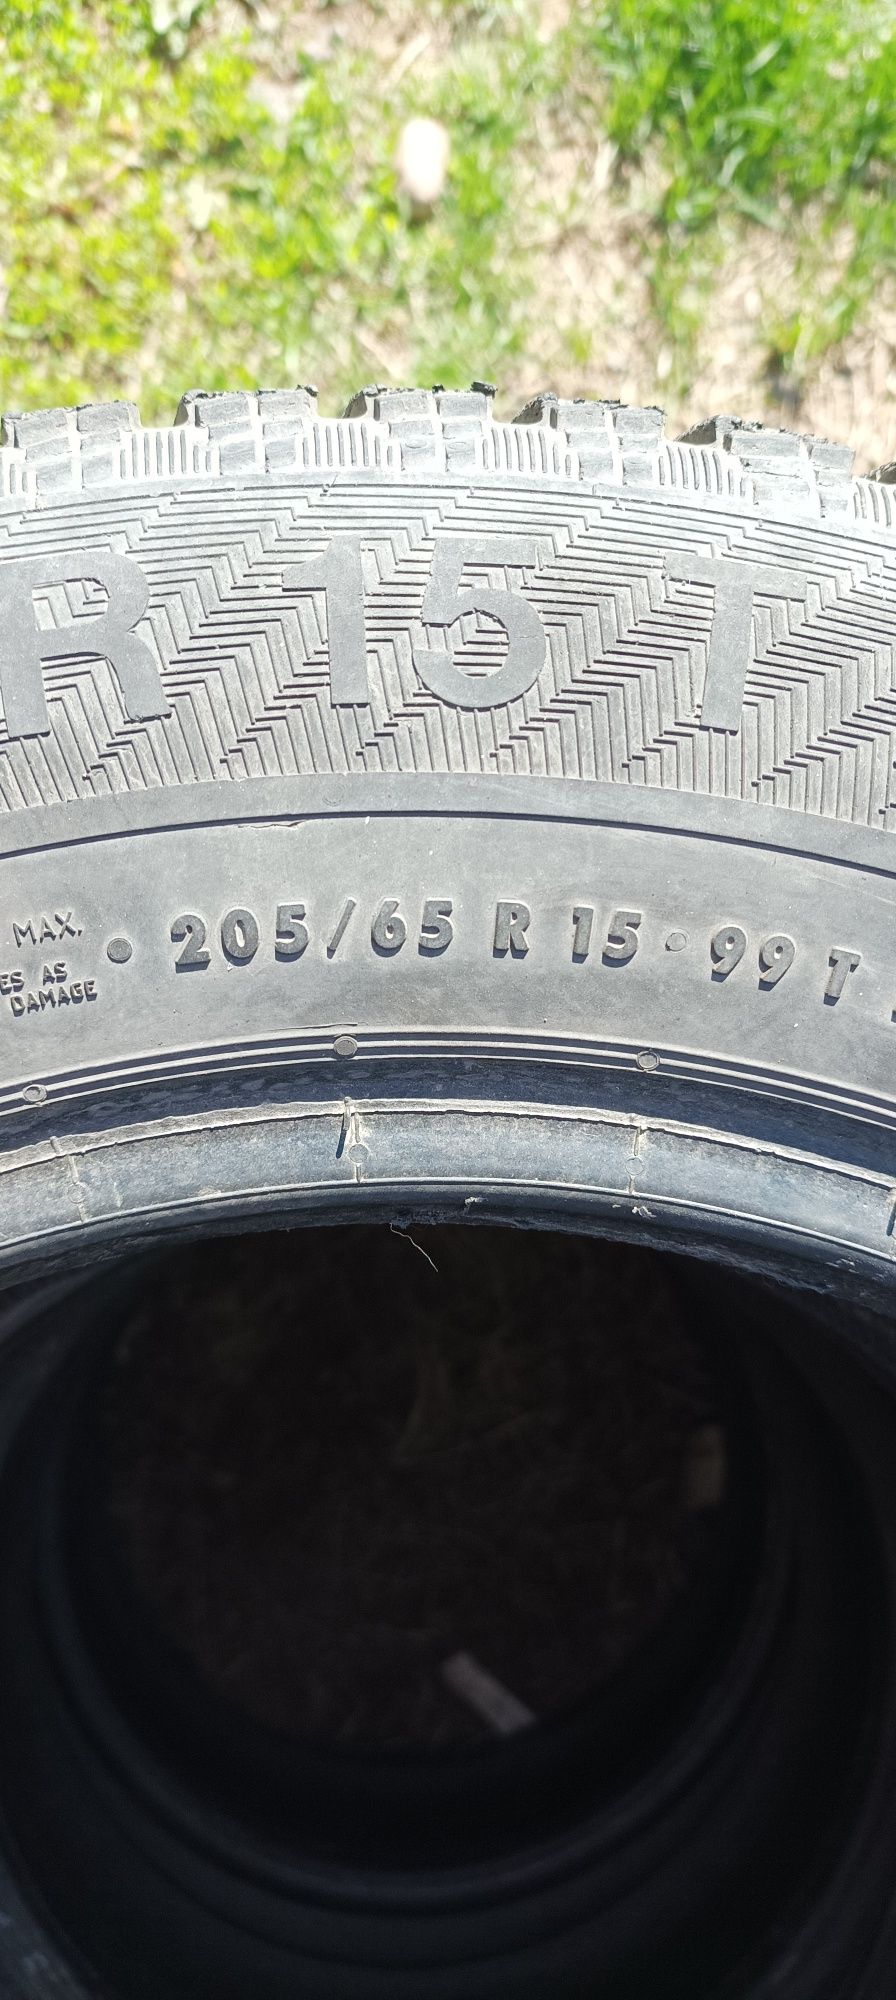 R 15 T
MAX. • 205/65 R 15 • 99 T
ES AS
DAMAGE